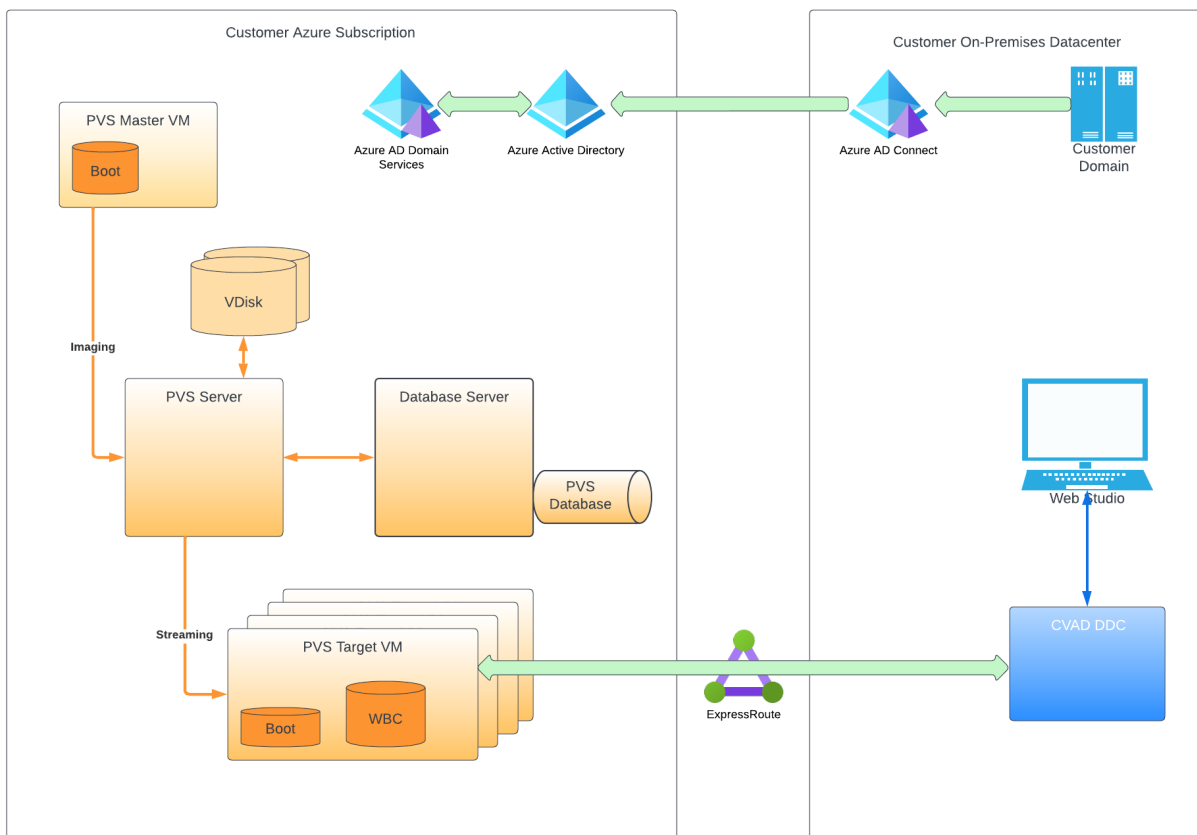 Customer Azure Subscription
Customer On-Premises Datacenter
PVS Master VM
Boot
Azure AD Domain
Services
Azure Active Directory
Azure AD Connect
Customer
Domain
VDisk
Imaging
PVS Server
Database Server
PVS
Database
Web Studio
Streaming
PVS Target VM
Boot
WBC
ExpressRoute
CVAD DDC